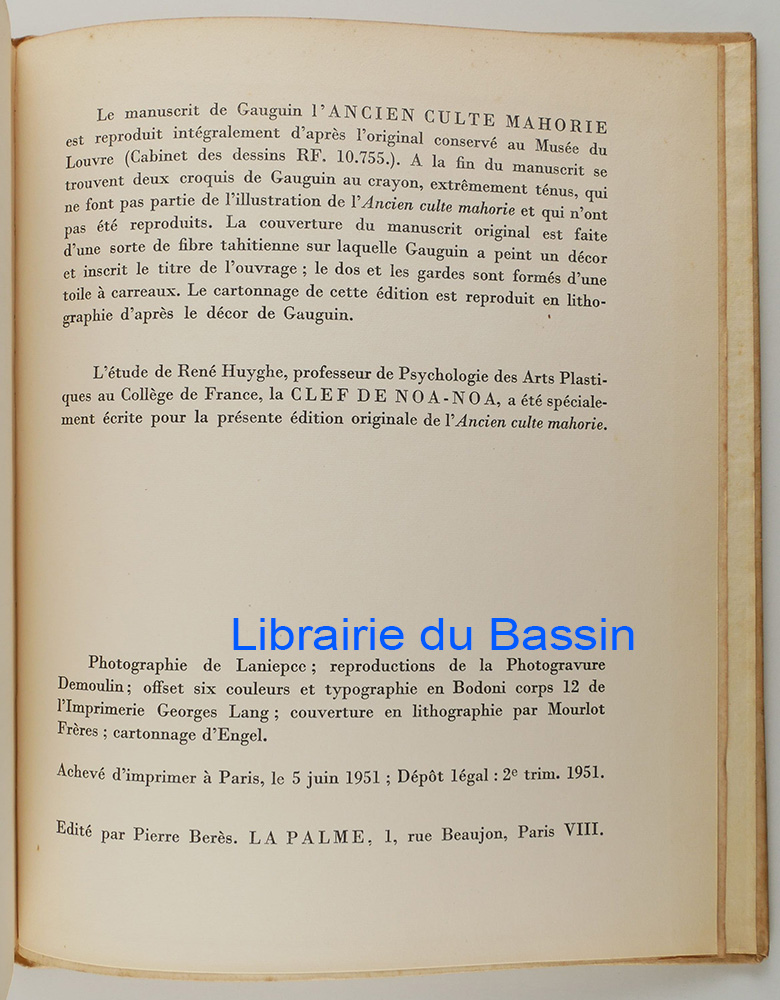 Le manuscrit de Gauguin l'ANCIEN CULTE MAHORIE
est reproduit intégralement d'après l'original conservé au Musée du
Louvre (Cabinet des dessins RF. 10.755.). A la fin du manuscrit se
trouvent deux croquis de Gauguin au crayon, extrêmement ténus, qui
ne font pas partie de l'illustration de l'Ancien culte mahorie et qui n'ont
pas été reproduits. La couverture du manuscrit original est faite
d'une sorte de fibre tahitienne sur laquelle Gauguin a peint un décor
et inscrit le titre de l'ouvrage ; le dos et les gardes sont formés d'une
toile à carreaux. Le cartonnage de cette édition est reproduit en litho-
graphie d'après le décor de Gauguin.
L'étude de René Huyghe, professeur de Psychologie des Arts Plasti-
ques au Collège de France, la CLEF DE NOA-NOA, a été spéciale-
ment écrite pour la présente édition originale de l'Ancien culte mahorie.
Librairie du Bassin
Photographie de Laniepce ; reproductions de la Photogravure
Demoulin ; offset six couleurs et typographie en Bodoni corps 12 de
l'Imprimerie Georges Lang ; couverture en lithographie par Mourlot
Frères ; cartonnage d'Engel.
Achevé d'imprimer à Paris, le 5 juin 1951 ; Dépôt légal : 2e trim. 1951.
Edité par Pierre Berès. LA PALME, 1, rue Beaujon, Paris VIII.